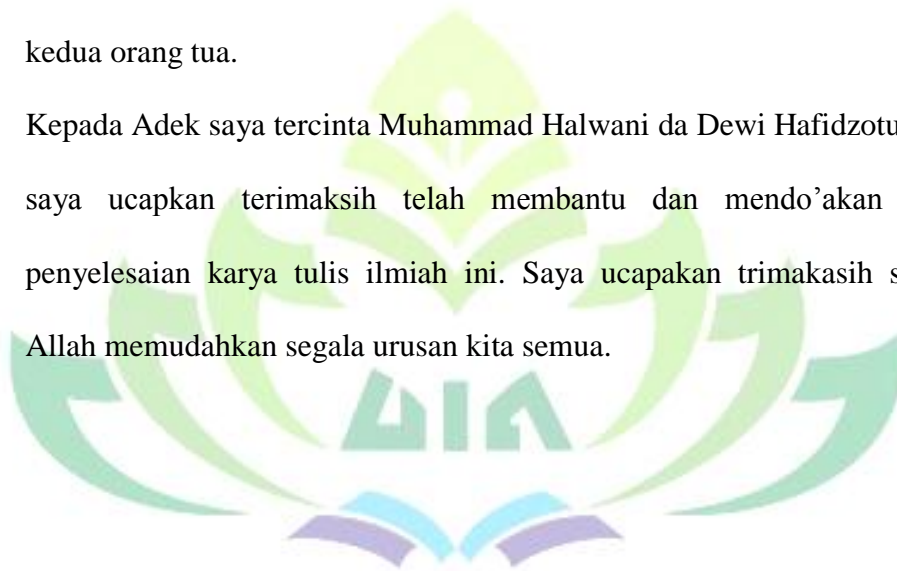 kedua orang tua.
Kepada Adek saya tercinta Muhammad Halwani da Dewi Hafidzotu
saya ucapkan terimaksih telah membantu dan mendo’akan
penyelesaian karya tulis ilmiah ini. Saya ucapakan trimakasih s
Allah memudahkan segala urusan kita semua.
UIN